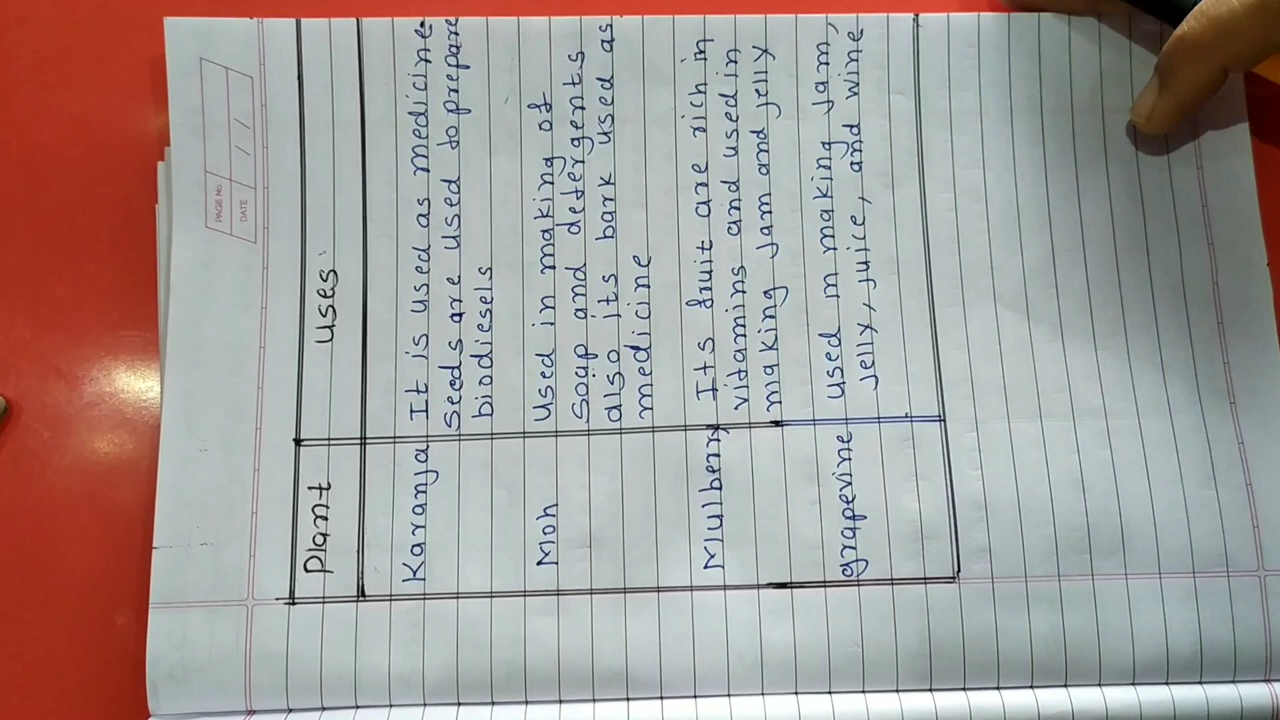 PAGE No.
DATE / /
Plant uses:
Karanja It is used as medicine.
seeds are used to prepare
biodiesels
Moh used in making of
soap and detergents
also its bark used as
medicine
Mulberry Its fruit are rich in
vitamins and used in
making Jam and jelly
grapevine used in making Jam,
Jelly, juice, and wine